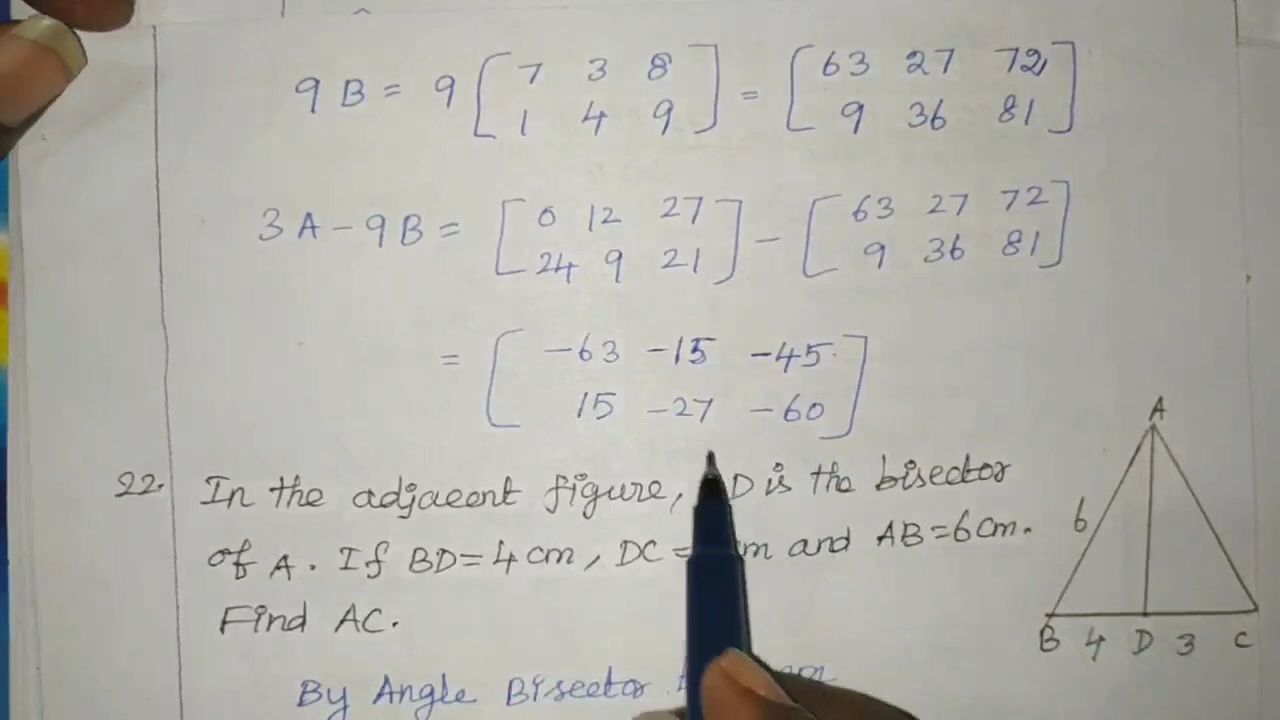 9 B = 9 [ 7 3 8 ] = [ 63 27 72 ]
[ 1 4 9 ] [ 9 36 81 ]
3 A - 9 B = [ 0 12 27 ] - [ 63 27 72 ]
[ 24 9 21 ] [ 9 36 81 ]
= [ -63 -15 -45 ]
[ 15 -27 -60 ]
22. In the adjacent figure, D is the bisector
of A. If BD = 4 cm, DC = m and AB = 6 cm.
Find AC.
By Angle Bisector
A
6
B 4 D 3 C